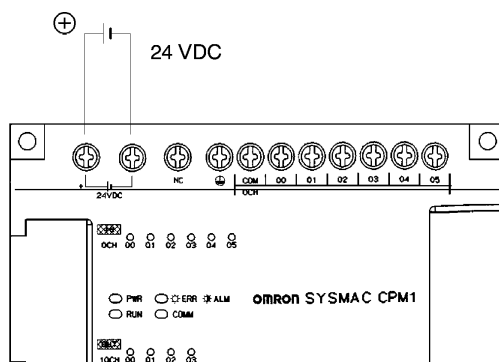 +
24 VDC
NC
COM 00 01 02 03 04 05
+
24VDC
0CH
0CH 00 01 02 03 04 05
PWR ERR ALM
RUN COMM
omron SYSMAC CPM1
10CH 00 01 02 03